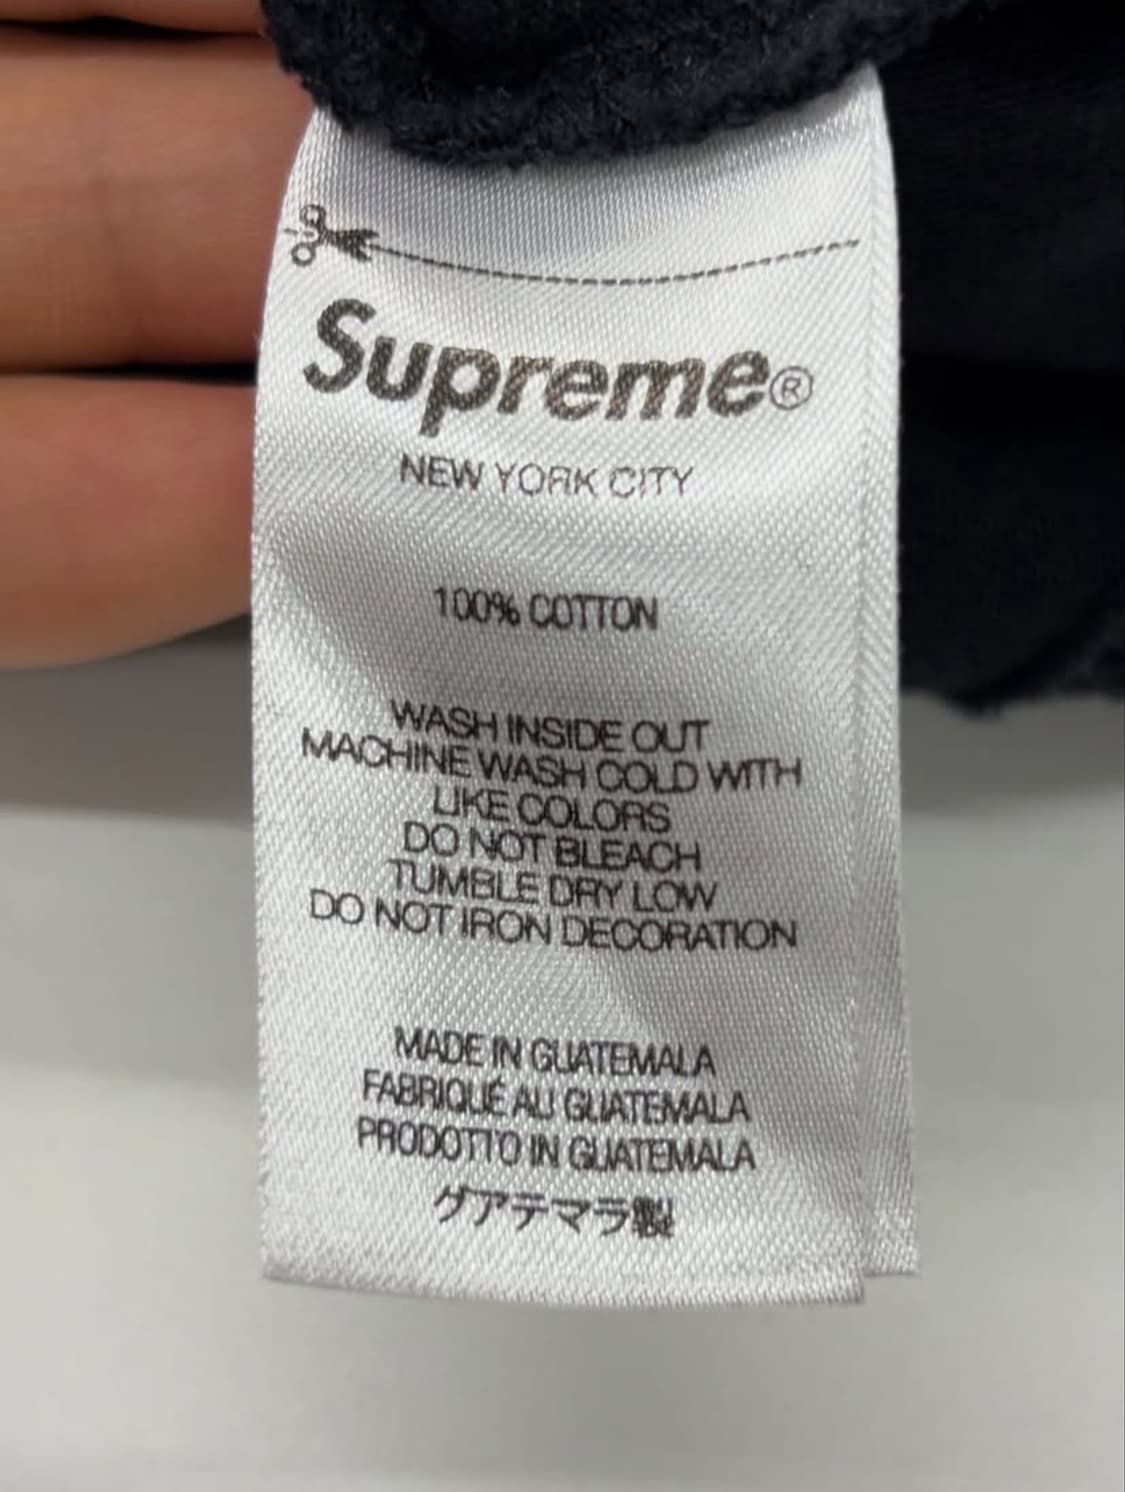 Supreme®
NEW YORK CITY
100% COTTON
WASH INSIDE OUT
MACHINE WASH COLD WITH
LIKE COLORS
DO NOT BLEACH
TUMBLE DRY LOW
DO NOT IRON DECORATION
MADE IN GUATEMALA
FABRIQUÉ AU GUATEMALA
PRODOTTO IN GUATEMALA
グアテマラ製